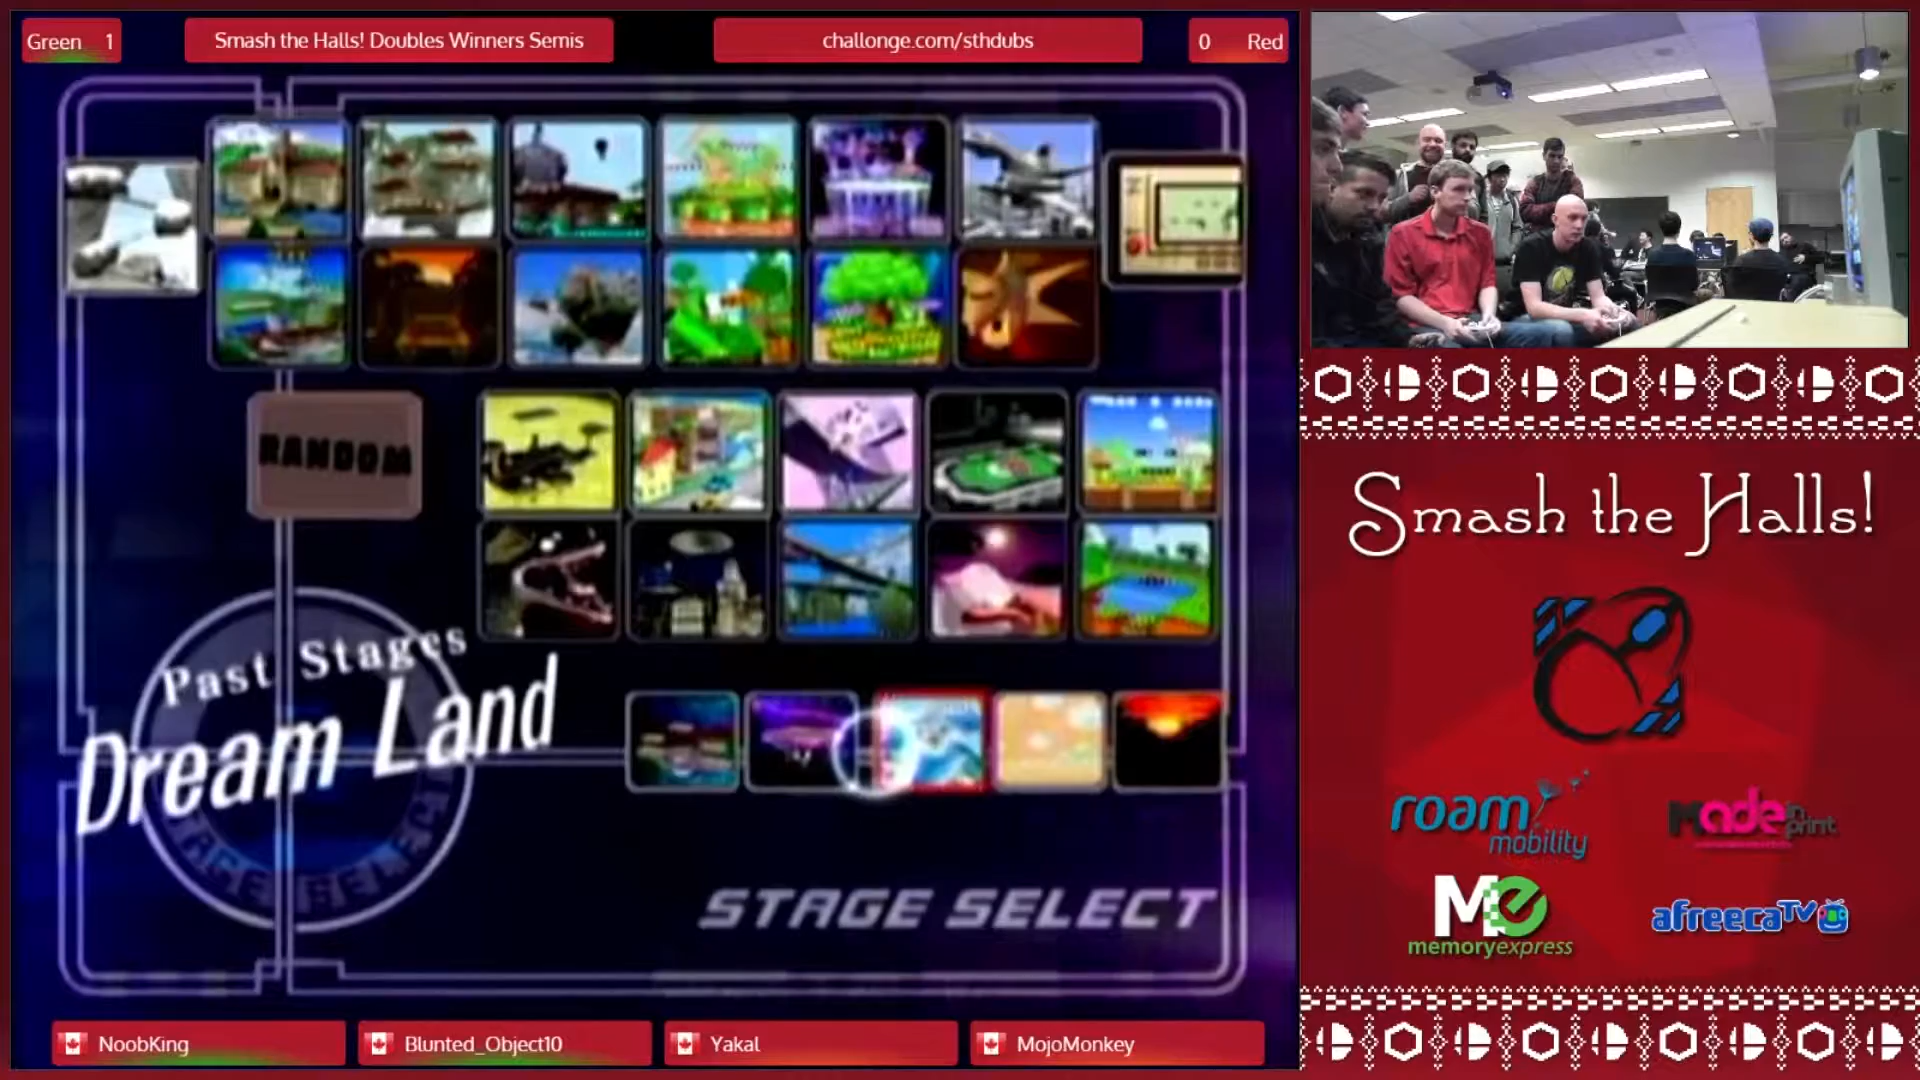 Green 1
Smash the Halls! Doubles Winners Semis
challonge.com/sthdubs
0 Red
RANDOM
Past Stages
Dream Land
STAGE SELECT
NoobKing
Blunted_Object10
Yakal
MojoMonkey
Smash the Halls!
roam
mobility
Made
in
print
Me
memoryexpress
afreecaTV